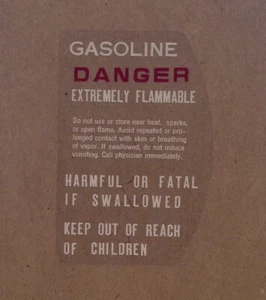 GASOLINE
DANGER
EXTREMELY FLAMMABLE
Do not use or store near heat, sparks,
or open flame. Avoid repeated or pro-
longed contact with skin or breathing
of vapor. If swallowed, do not induce
vomiting. Call physician immediately.
HARMFUL OR FATAL
IF SWALLOWED
KEEP OUT OF REACH
OF CHILDREN